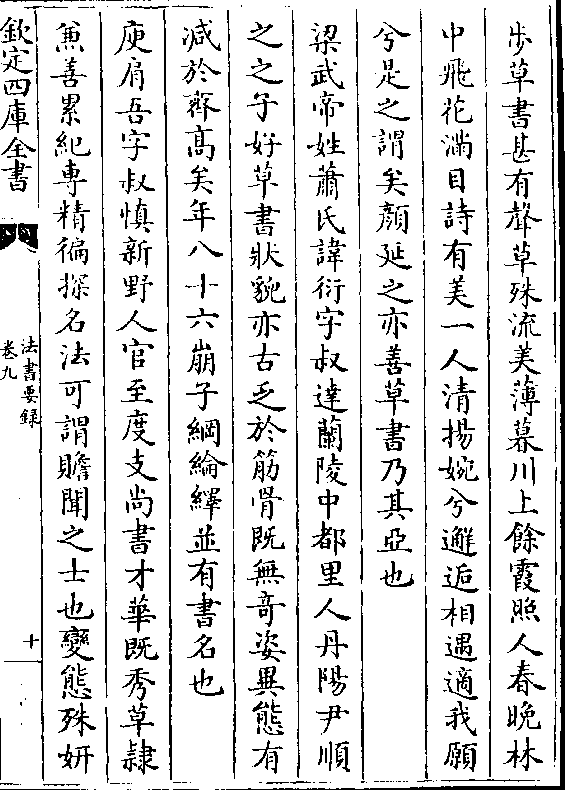 步草書甚有聲草殊流美薄暮川上餘霞照人春晚林
中飛花滿目詩有美一人清揚婉兮邂逅相遇適我願
兮是之謂矣顏延之亦善草書乃其亞也
梁武帝姓蕭氏諱衍字叔達蘭陵中都里人丹陽尹順
之之子好草書狀貌亦古乏於筋骨既無奇姿異態有
減於齊高矣年八十六崩子綱綸繹並有書名也
庾肩吾字叔慎新野人官至度支尚書才華既秀草隸
兼善累紀專精徧探名法可謂贍聞之士也變態殊妍
欽定四庫全書
法書要録
卷九
十